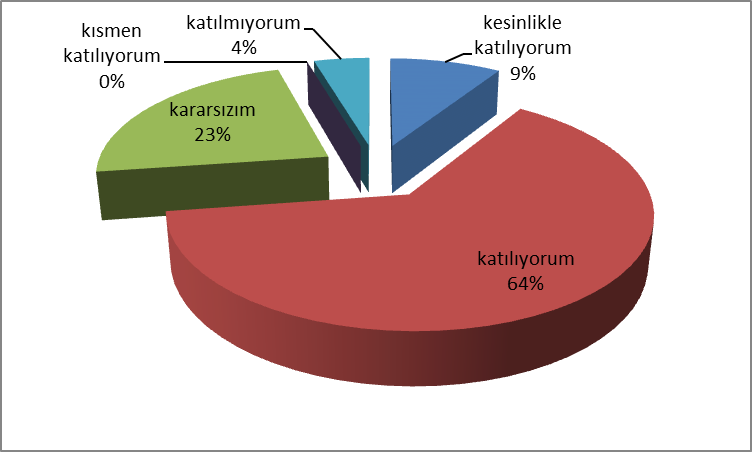 kısmen
katılıyorum
0%
katılmıyorum
4%
kesinlikle
katılıyorum
9%
kararsızım
23%
katılıyorum
64%